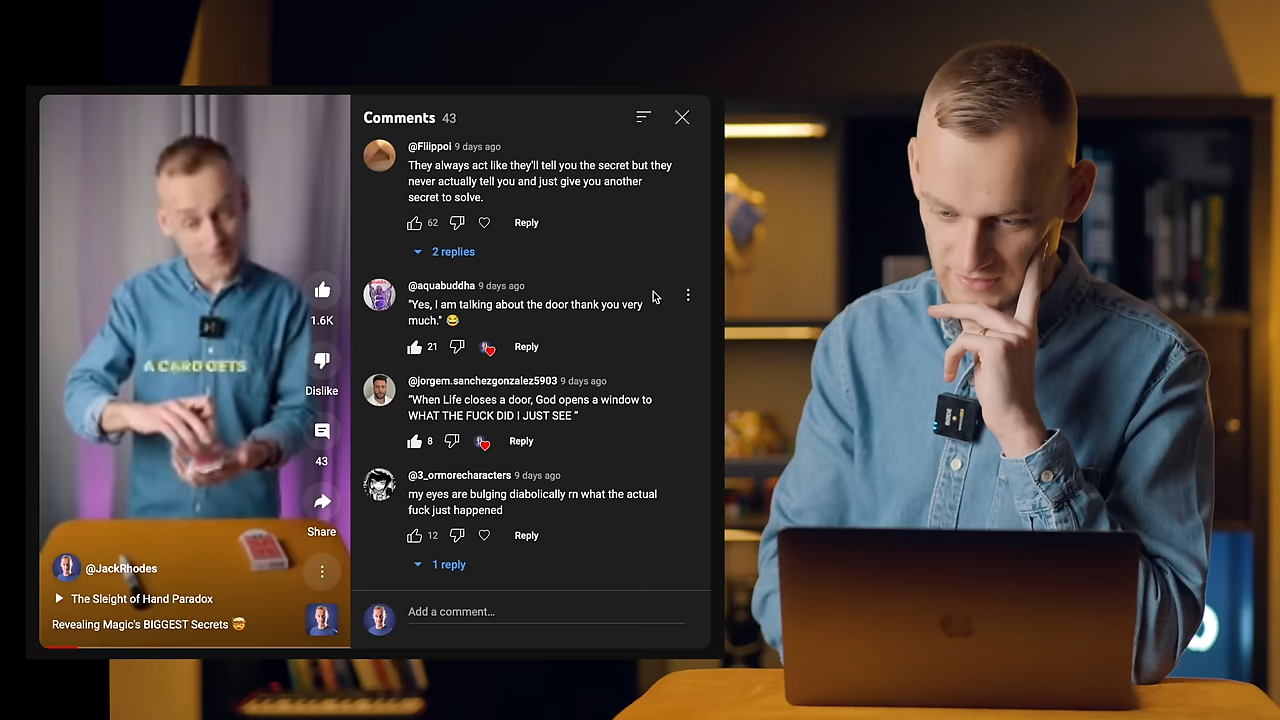 A CARD GETS
1.6K
Dislike
43
Share
@JackRhodes
The Sleight of Hand Paradox
Revealing Magic's BIGGEST Secrets 🤯
Comments 43
@FIlippoi 9 days ago
They always act like they'll tell you the secret but they
never actually tell you and just give you another
secret to solve.
62 Reply
2 replies
@aquabuddha 9 days ago
"Yes, I am talking about the door thank you very
much." 😂
21 Reply
@jorgem.sanchezgonzalez5903 9 days ago
"When Life closes a door, God opens a window to
WHAT THE FUCK DID I JUST SEE "
8 Reply
@3_ormorecharacters 9 days ago
my eyes are bulging diabolically rn what the actual
fuck just happened
12 Reply
1 reply
Add a comment...